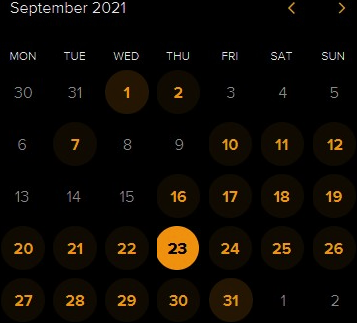 September 2021
MON TUE WED THU FRI SAT SUN
30 31 1 2 3 4 5
6 7 8 9 10 11 12
13 14 15 16 17 18 19
20 21 22 23 24 25 26
27 28 29 30 31 1 2